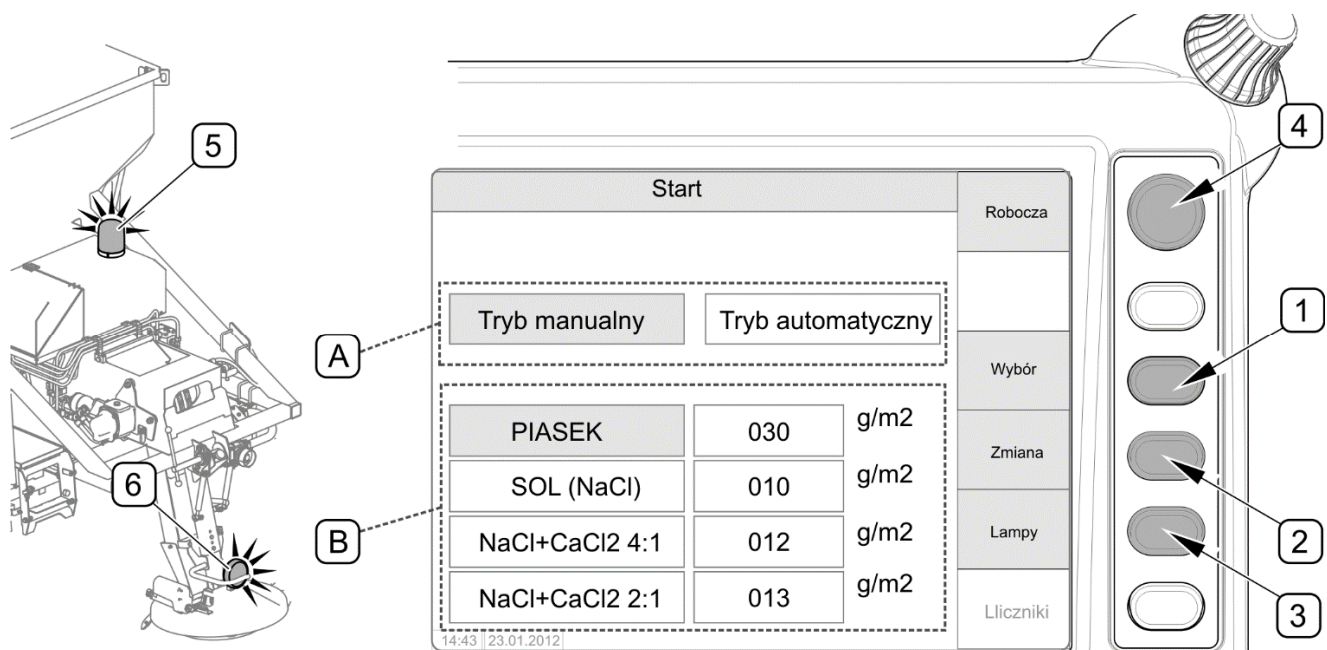 5
4
Start
Robocza
1
Tryb manualny
Tryb automatyczny
A
Wybór
PIASEK
030
g/m2
Zmiana
6
SOL (NaCl)
010
g/m2
B
NaCl+CaCl2 4:1
012
g/m2
Lampy
2
NaCl+CaCl2 2:1
013
g/m2
Lliczniki
3
14:43
23.01.2012